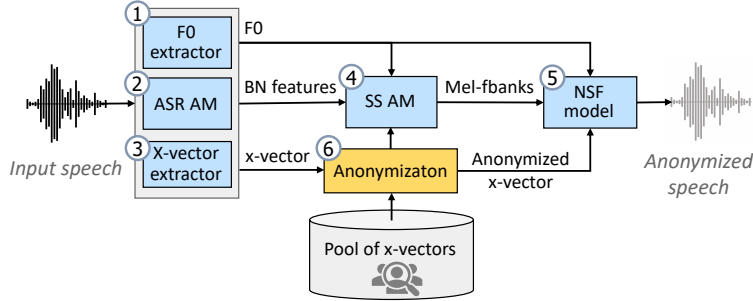 1
F0
extractor
F0
2
ASR AM
BN features
4
SS AM
Mel-fbanks
5
NSF
model
Input speech
3
X-vector
extractor
x-vector
6
Anonymizaton
Anonymized
x-vector
Anonymized
speech
Pool of x-vectors